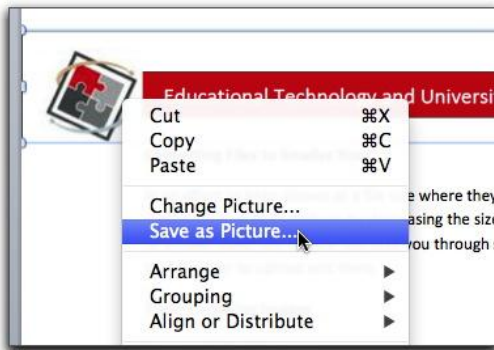 Educational Technology and Universi
Cut ⌘X
Copy ⌘C
Paste ⌘V
Change Picture...
e where they
Save as Picture...
asing the size
you through
Arrange
Grouping
Align or Distribute